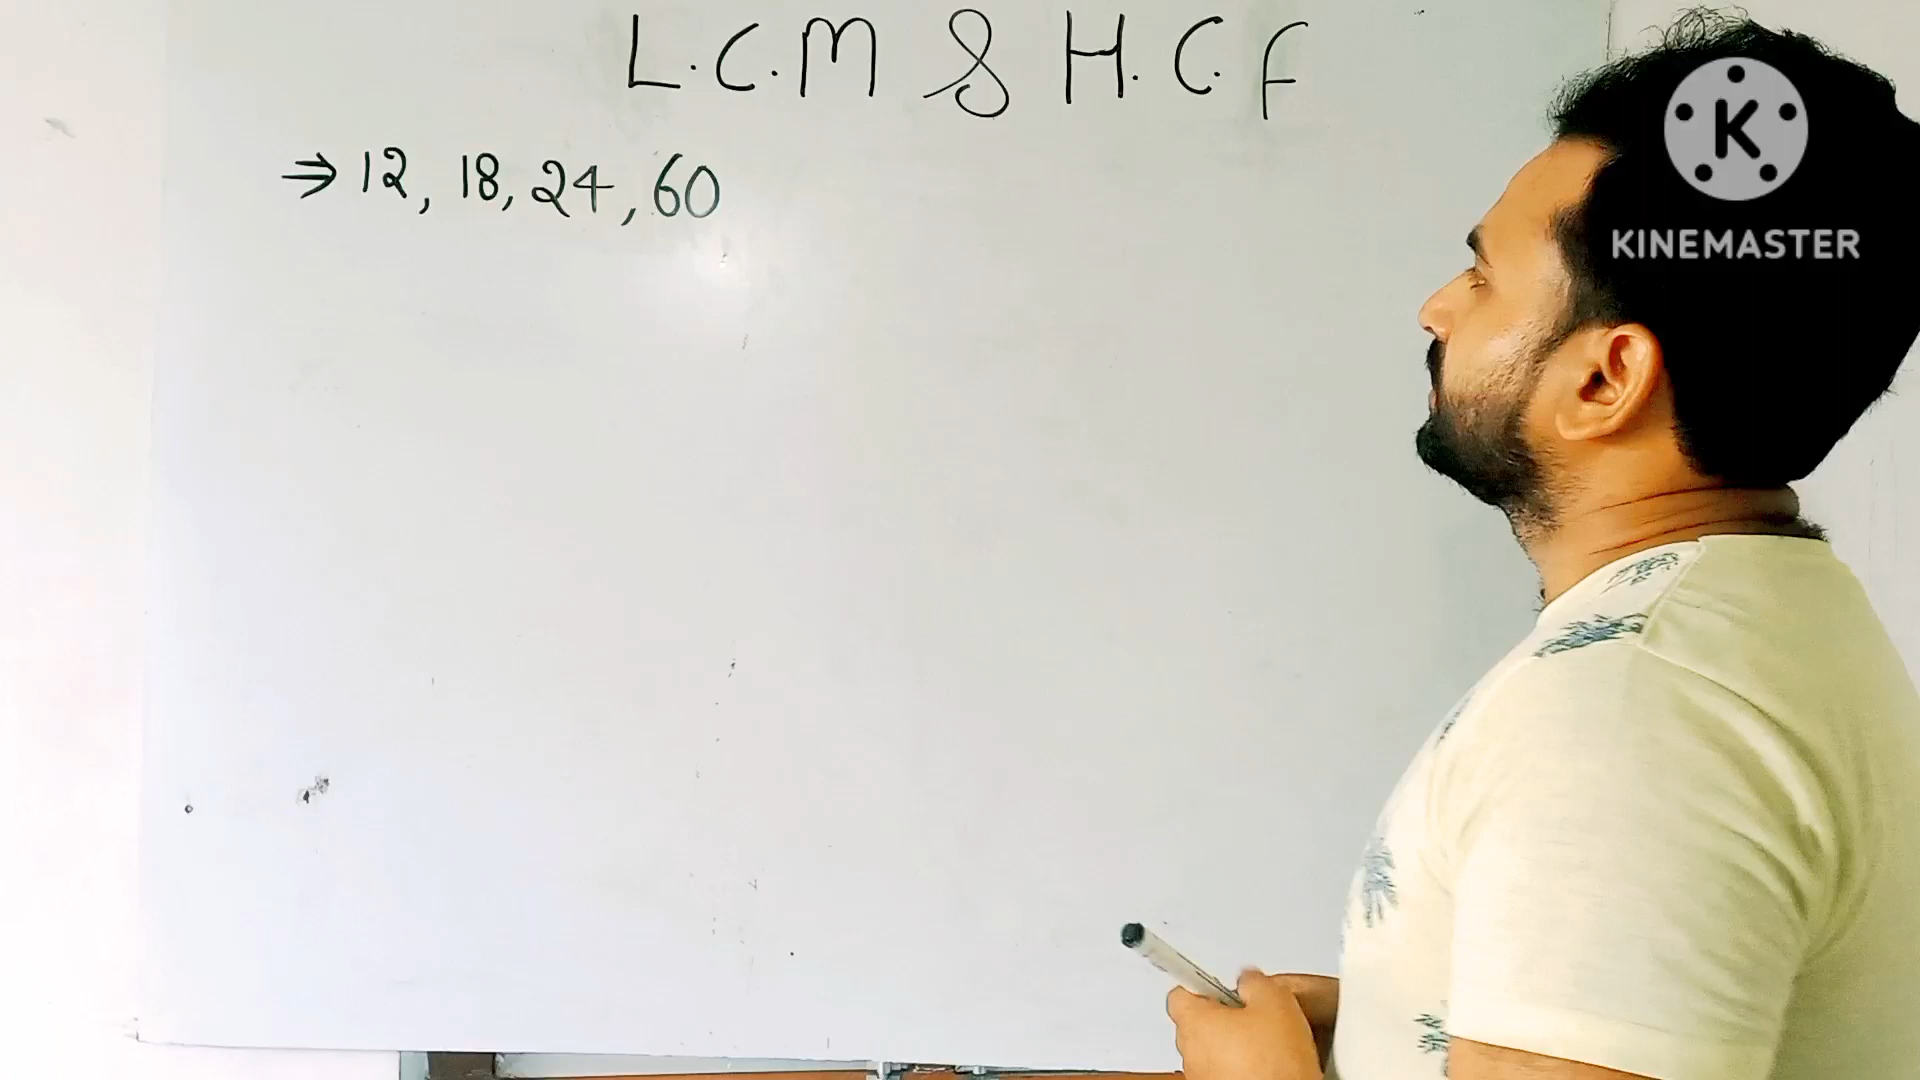 L.C.M & H.C.F
⇒ 12, 18, 24, 60
K
KINEMASTER